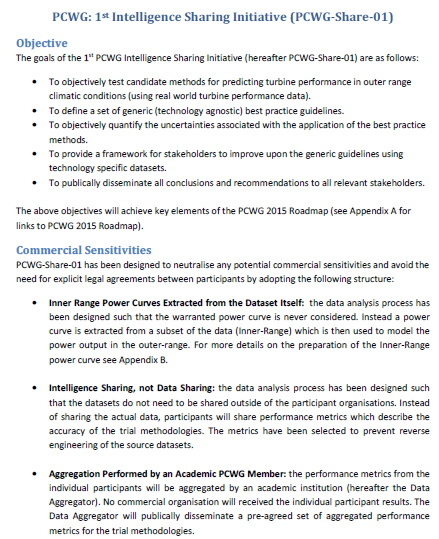 PCWG: 1st Intelligence Sharing Initiative (PCWG-Share-01)
Objective
The goals of the 1st PCWG Intelligence Sharing Initiative (hereafter PCWG-Share-01) are as follows:
• To objectively test candidate methods for predicting turbine performance in outer range
climatic conditions (using real world turbine performance data).
• To define a set of generic (technology agnostic) best practice guidelines.
• To objectively quantify the uncertainties associated with the application of the best practice
methods.
• To provide a framework for stakeholders to improve upon the generic guidelines using
technology specific datasets.
• To publically disseminate all conclusions and recommendations to all relevant stakeholders.
The above objectives will achieve key elements of the PCWG 2015 Roadmap (see Appendix A for
links to PCWG 2015 Roadmap).
Commercial Sensitivities
PCWG-Share-01 has been designed to neutralise any potential commercial sensitivities and avoid the
need for explicit legal agreements between participants by adopting the following structure:
• Inner Range Power Curves Extracted from the Dataset Itself: the data analysis process has
been designed such that the warranted power curve is never considered. Instead a power
curve is extracted from a subset of the data (Inner-Range) which is then used to model the
power output in the outer-range. For more details on the preparation of the Inner-Range
power curve see Appendix B.
• Intelligence Sharing, not Data Sharing: the data analysis process has been designed such
that the datasets do not need to be shared outside of the participant organisations. Instead
of sharing the actual data, participants will share performance metrics which describe the
accuracy of the trial methodologies. The metrics have been selected to prevent reverse
engineering of the source datasets.
• Aggregation Performed by an Academic PCWG Member: the performance metrics from the
individual participants will be aggregated by an academic institution (hereafter the Data
Aggregator). No commercial organisation will received the individual participant results. The
Data Aggregator will publically disseminate a pre-agreed set of aggregated performance
metrics for the trial methodologies.